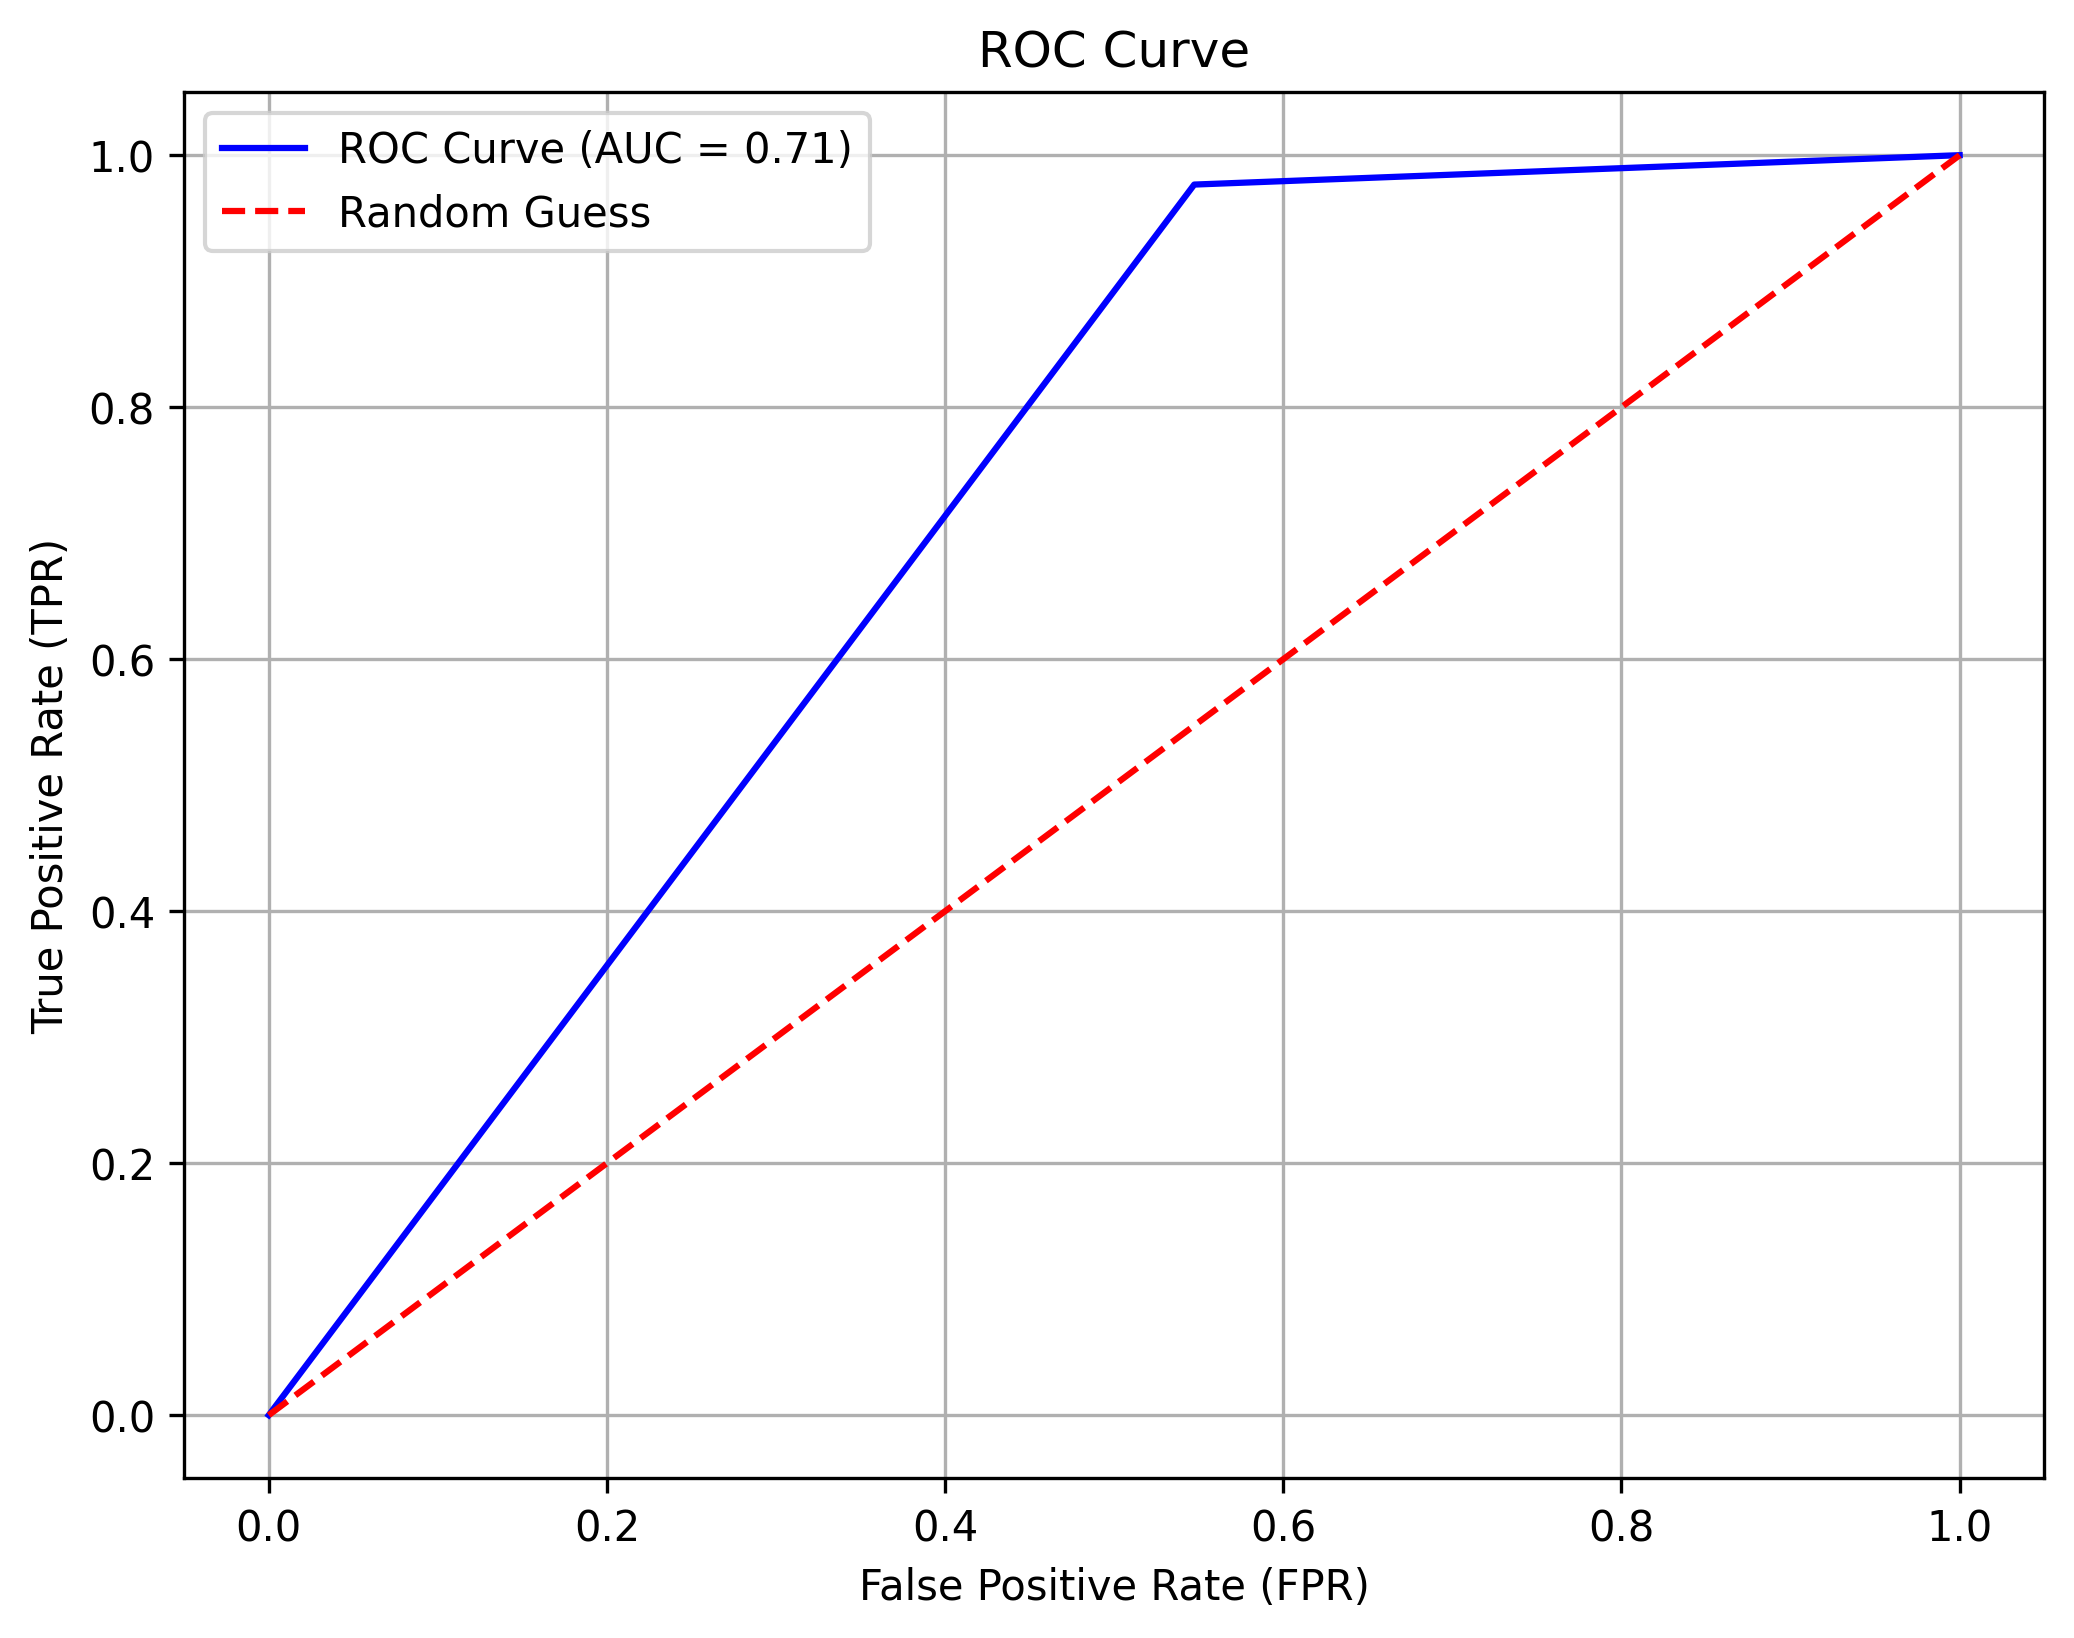 ROC Curve
ROC Curve (AUC = 0.71)
Random Guess
True Positive Rate (TPR)
1.0
0.8
0.6
0.4
0.2
0.0
0.0 0.2 0.4 0.6 0.8 1.0
False Positive Rate (FPR)